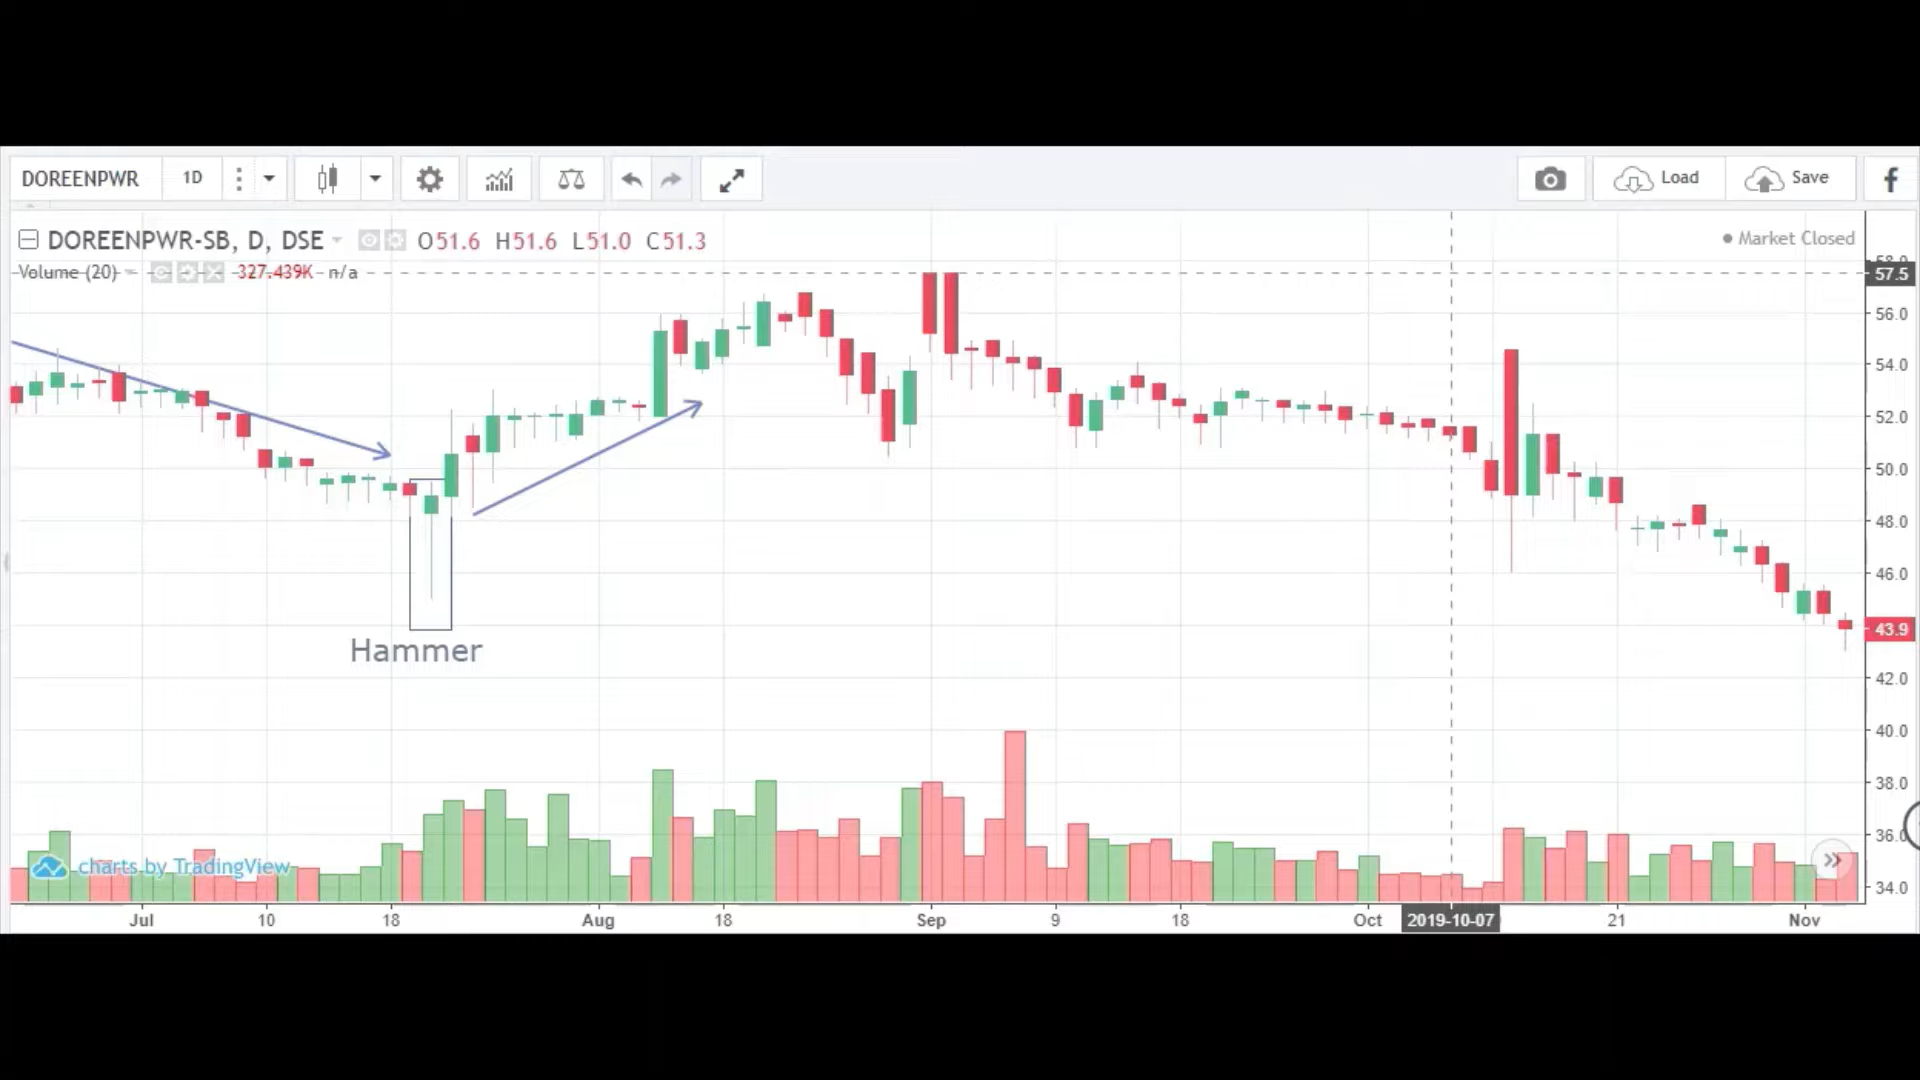 DOREENPWR 1D Load Save f
DOREENPWR-SB, D, DSE O51.6 H51.6 L51.0 C51.3 Market Closed
Volume (20) 327.439K n/a
58.0
57.5
56.0
54.0
52.0
50.0
48.0
46.0
43.9
42.0
40.0
38.0
36.0
34.0
Hammer
charts by TradingView
Jul 10 18 Aug 18 Sep 9 18 Oct 2019-10-07 21 Nov